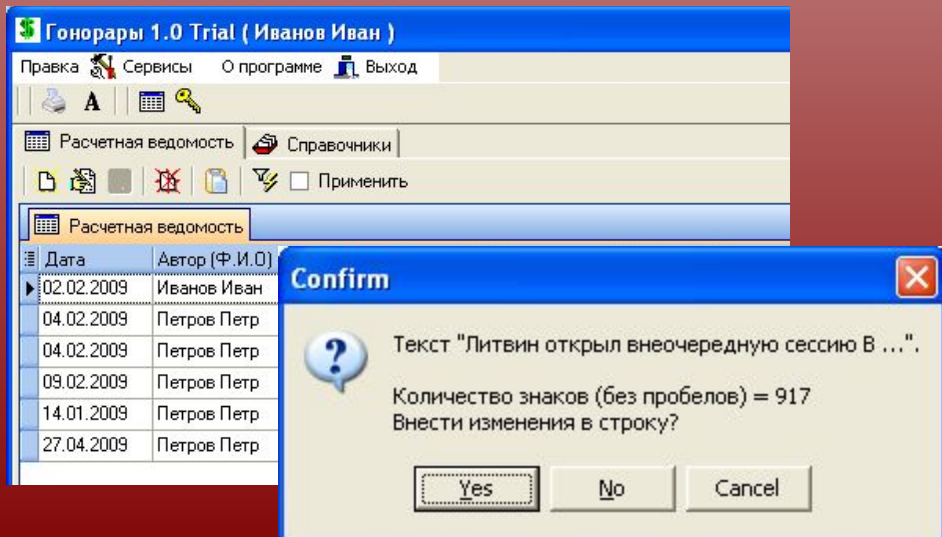 Гонорары 1.0 Trial ( Иванов Иван )
Правка Сервисы О программе Выход
A
Расчетная ведомость Справочники
Применить
Расчетная ведомость
Дата Автор (Ф.И.О)
02.02.2009 Иванов Иван
04.02.2009 Петров Петр
04.02.2009 Петров Петр
09.02.2009 Петров Петр
14.01.2009 Петров Петр
27.04.2009 Петров Петр
Confirm
Текст "Литвин открыл внеочередную сессию В ...".
Количество знаков (без пробелов) = 917
Внести изменения в строку?
Yes No Cancel